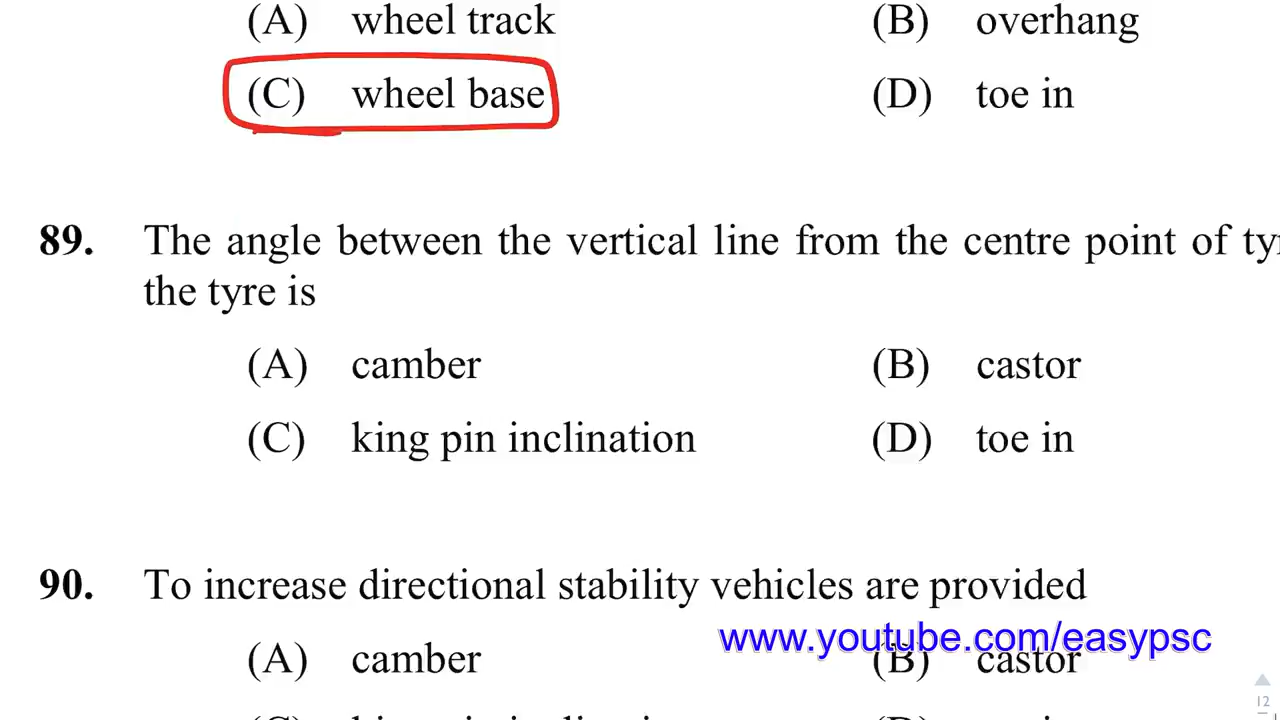 (A) wheel track (B) overhang
(C) wheel base (D) toe in
89. The angle between the vertical line from the centre point of
the tyre is
(A) camber (B) castor
(C) king pin inclination (D) toe in
90. To increase directional stability vehicles are provided
www.youtube.com/easypsc
(A) camber (B) castor
12